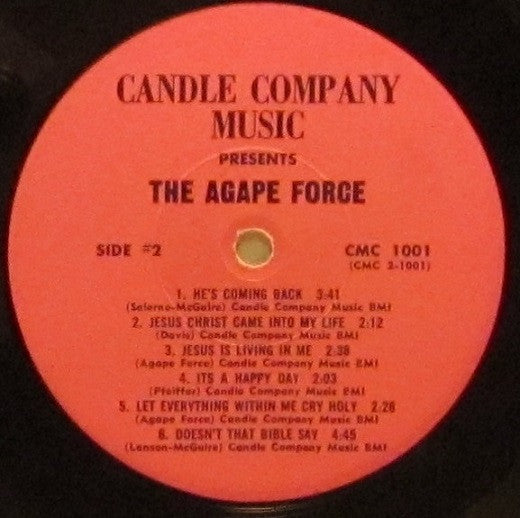 CANDLE COMPANY
MUSIC
PRESENTS
THE AGAPE FORCE
SIDE #2 CMC 1001
(CMC 2-1001)
1. HE'S COMING BACK 3:41
(Salerno-McGuire) Candle Company Music BMI
2. JESUS CHRIST CAME INTO MY LIFE 2:12
(Davis) Candle Company Music BMI
3. JESUS IS LIVING IN ME 2:38
(Agape Force) Candle Company Music BMI
4. ITS A HAPPY DAY 2:03
(Pfeiffer) Candle Company Music BMI
5. LET EVERYTHING WITHIN ME CRY HOLY 2:28
(Agape Force) Candle Company Music BMI
6. DOESN'T THAT BIBLE SAY 4:45
(Lanson-McGuire) Candle Company Music BMI